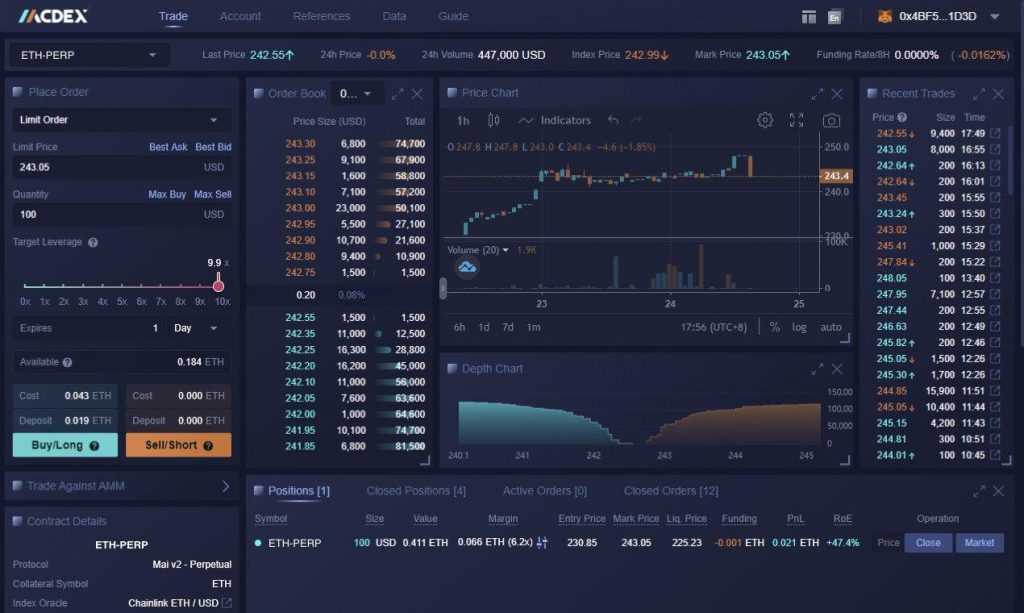 MCDEX Trade Account References Data Guide En 0x4BF5...1D3D
ETH-PERP Last Price 242.55↑ 24h Price -0.0% 24h Volume 447,000 USD Index Price 242.99↓ Mark Price 243.05↑ Funding Rate/8H 0.0000% (-0.0162%)
Place Order
Limit Order
Limit Price Best Ask Best Bid
243.05 USD
Quantity Max Buy Max Sell
100 USD
Target Leverage ?
9.9 x
0x 1x 2x 3x 4x 5x 6x 7x 8x 9x 10x
Expires 1 Day
Available ? 0.184 ETH
Cost 0.043 ETH Cost 0.000 ETH
Deposit 0.019 ETH Deposit 0.000 ETH
Buy/Long ? Sell/Short ?
Trade Against AMM
Contract Details
ETH-PERP
Protocol Mai v2 - Perpetual
Collateral Symbol ETH
Index Oracle Chainlink ETH / USD
Order Book 0...
Price Size (USD) Total
243.30 6,800 74,700
243.25 9,100 67,900
243.15 1,600 58,800
243.10 7,100 57,200
243.00 23,000 50,100
242.95 5,500 27,100
242.90 10,700 21,600
242.80 9,400 10,900
242.75 1,500 1,500
0.20 0.08%
242.55 1,500 1,500
242.35 11,000 12,500
242.25 16,300 28,800
242.20 16,200 45,000
242.10 11,000 56,000
242.05 7,600 63,600
242.00 1,000 64,600
241.95 10,100 74,700
241.85 6,800 81,500
Price Chart
1h Indicators
O 247.8 H 247.8 L 243.0 C 243.4 -4.6 (-1.85%)
250.0
243.4
240.0
230.0
Volume (20) 1.9K
100K
0
23 24 25
6h 1d 7d 1m 17:56 (UTC+8) % log auto
Depth Chart
150,00
100,00
50,000
0
240.1 241 242 243 244 245
Recent Trades
Price ? Size Time
242.55↓ 9,400 17:49
243.05 8,000 16:55
242.64↑ 200 16:13
242.64↓ 200 16:01
243.45 200 15:55
243.24↑ 300 15:50
243.02 200 15:37
245.41 1,000 15:29
247.84↓ 200 15:22
248.05 100 13:40
247.95 7,100 12:57
247.44 200 12:55
246.63 200 12:49
245.82↑ 200 12:46
245.05↓ 1,500 12:26
245.30↑ 1,700 12:26
244.85 15,900 11:51
245.05↓ 10,400 11:44
245.15 4,200 11:43
244.81 300 10:51
244.01↑ 100 10:45
Positions [1] Closed Positions [4] Active Orders [0] Closed Orders [12]
Symbol Size Value Margin Entry Price Mark Price Liq. Price Funding PnL RoE Operation
ETH-PERP 100 USD 0.411 ETH 0.066 ETH (6.2x) 230.85 243.05 225.23 -0.001 ETH 0.021 ETH +47.4% Price Close Market